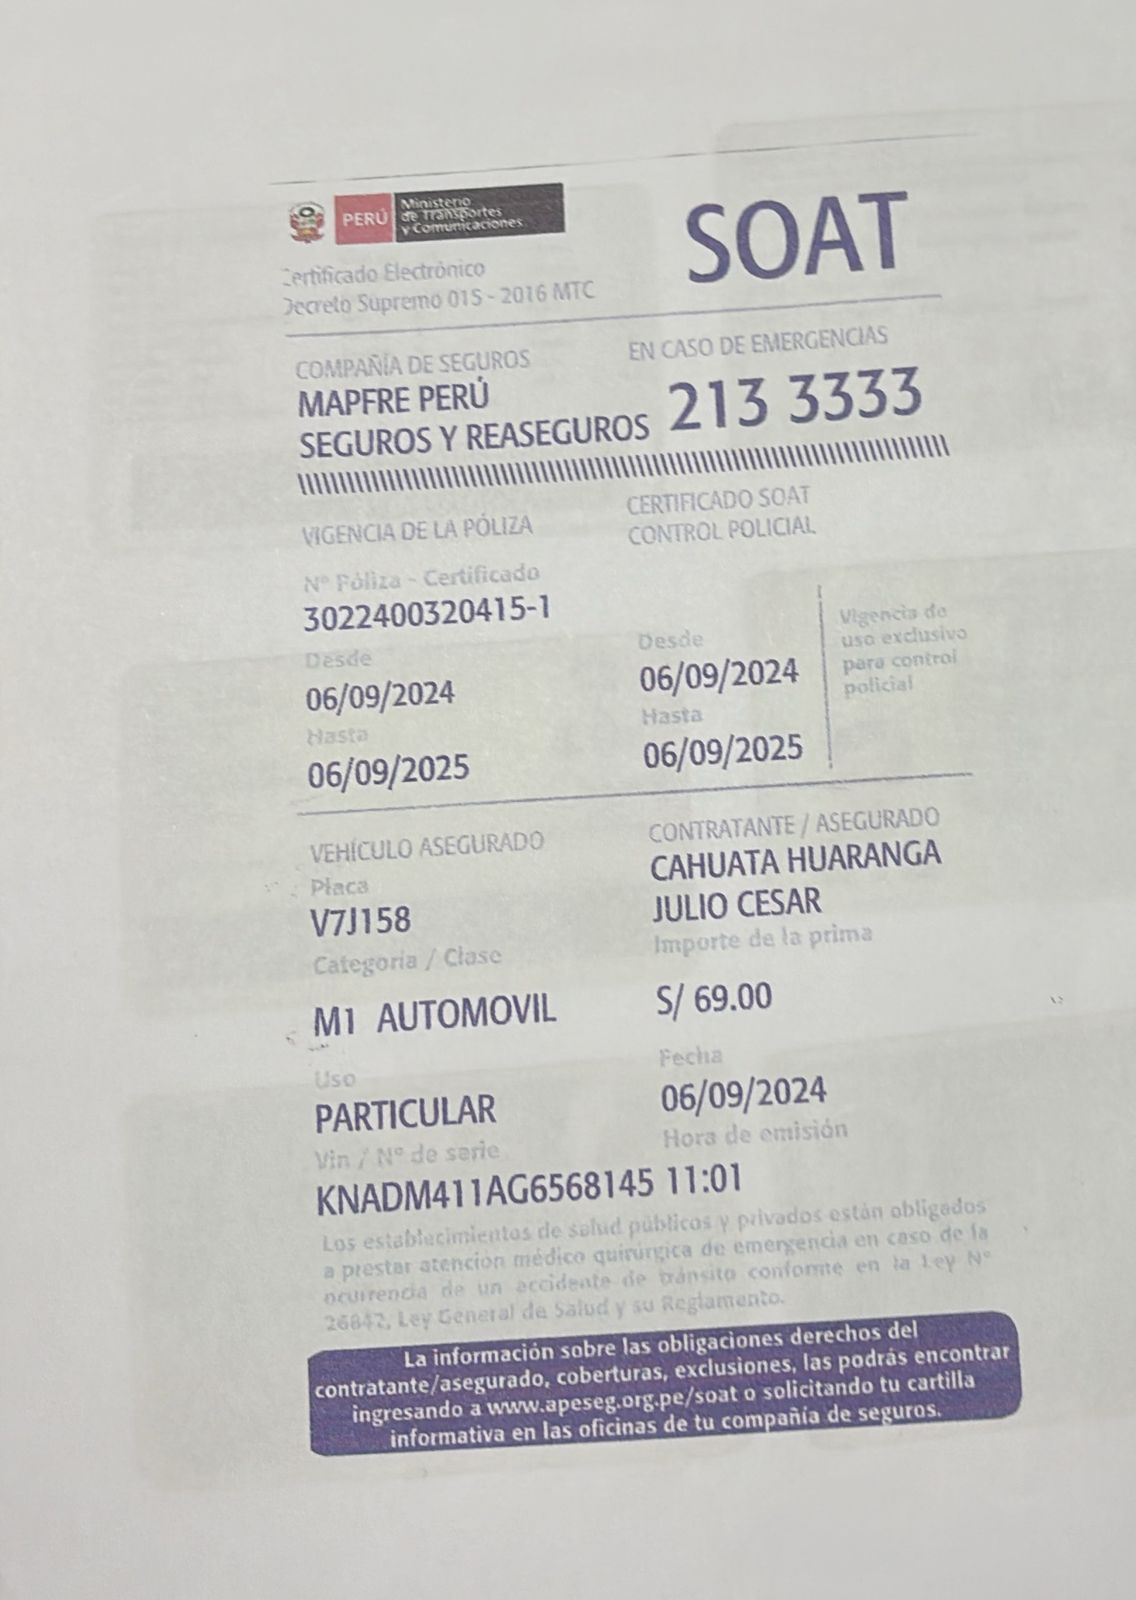 PERÚ
Ministerio
de Transportes
y Comunicaciones
SOAT
Certificado Electrónico
Decreto Supremo 015 - 2016 MTC
COMPAÑÍA DE SEGUROS
MAPFRE PERÚ
SEGUROS Y REASEGUROS
EN CASO DE EMERGENCIAS
213 3333
VIGENCIA DE LA PÓLIZA
Nº Póliza - Certificado
3022400320415-1
Desde
06/09/2024
Hasta
06/09/2025
CERTIFICADO SOAT
CONTROL POLICIAL
Desde
06/09/2024
Hasta
06/09/2025
Vigencia de
uso exclusivo
para control
policial
VEHÍCULO ASEGURADO
Placa
V7J158
Categoría / Clase
M1 AUTOMOVIL
Uso
PARTICULAR
Vin / Nº de serie
KNADM411AG6568145
CONTRATANTE / ASEGURADO
CAHUATA HUARANGA
JULIO CESAR
Importe de la prima
S/ 69.00
Fecha
06/09/2024
Hora de emisión
11:01
Los establecimientos de salud públicos y privados están obligados
a prestar atención médico quirúrgica de emergencia en caso de la
ocurrencia de un accidente de tránsito conforme en la Ley Nº
26842, Ley General de Salud y su Reglamento.
La información sobre las obligaciones derechos del
contratante/asegurado, coberturas, exclusiones, las podrás encontrar
ingresando a www.apeseg.org.pe/soat o solicitando tu cartilla
informativa en las oficinas de tu compañía de seguros.